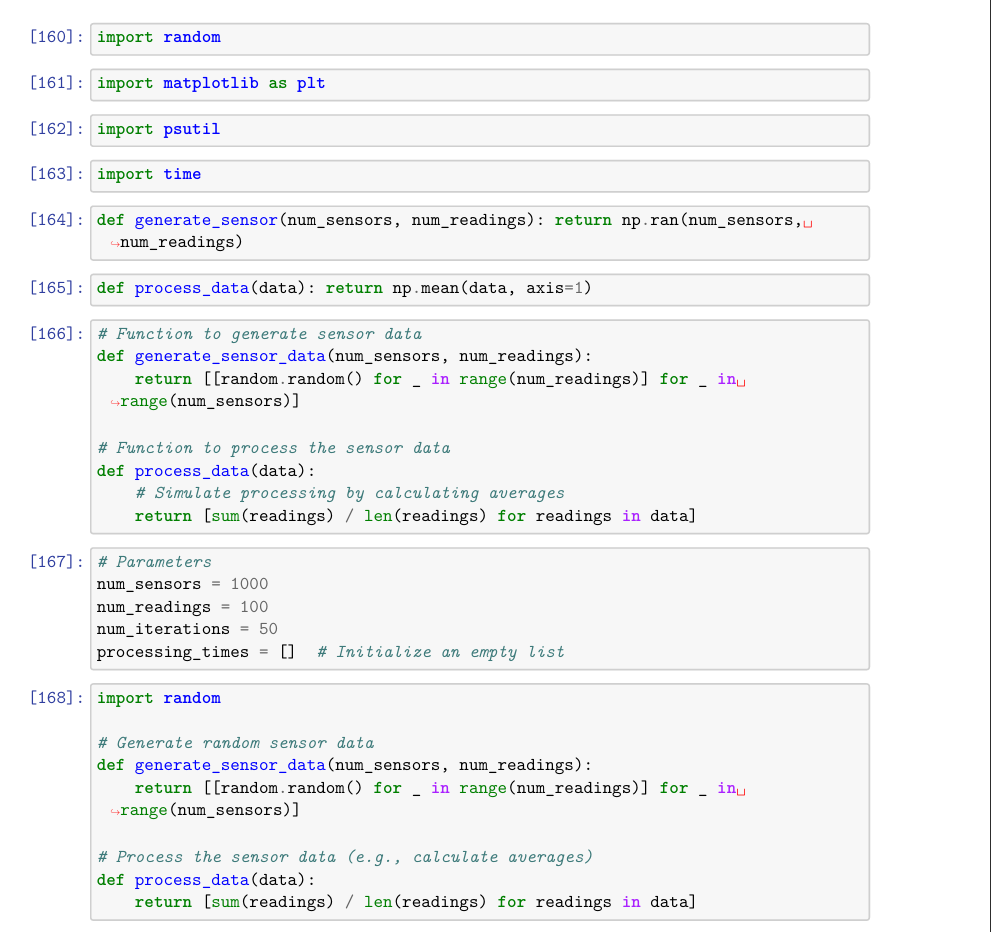 [160]: import random
[161]: import matplotlib as plt
[162]: import psutil
[163]: import time
[164]: def generate_sensor(num_sensors, num_readings): return np.ran(num_sensors,␣
↪num_readings)
[165]: def process_data(data): return np.mean(data, axis=1)
[166]: # Function to generate sensor data
def generate_sensor_data(num_sensors, num_readings):
    return [[random.random() for _ in range(num_readings)] for _ in␣
↪range(num_sensors)]
# Function to process the sensor data
def process_data(data):
    # Simulate processing by calculating averages
    return [sum(readings) / len(readings) for readings in data]
[167]: # Parameters
num_sensors = 1000
num_readings = 100
num_iterations = 50
processing_times = []  # Initialize an empty list
[168]: import random
# Generate random sensor data
def generate_sensor_data(num_sensors, num_readings):
    return [[random.random() for _ in range(num_readings)] for _ in␣
↪range(num_sensors)]
# Process the sensor data (e.g., calculate averages)
def process_data(data):
    return [sum(readings) / len(readings) for readings in data]